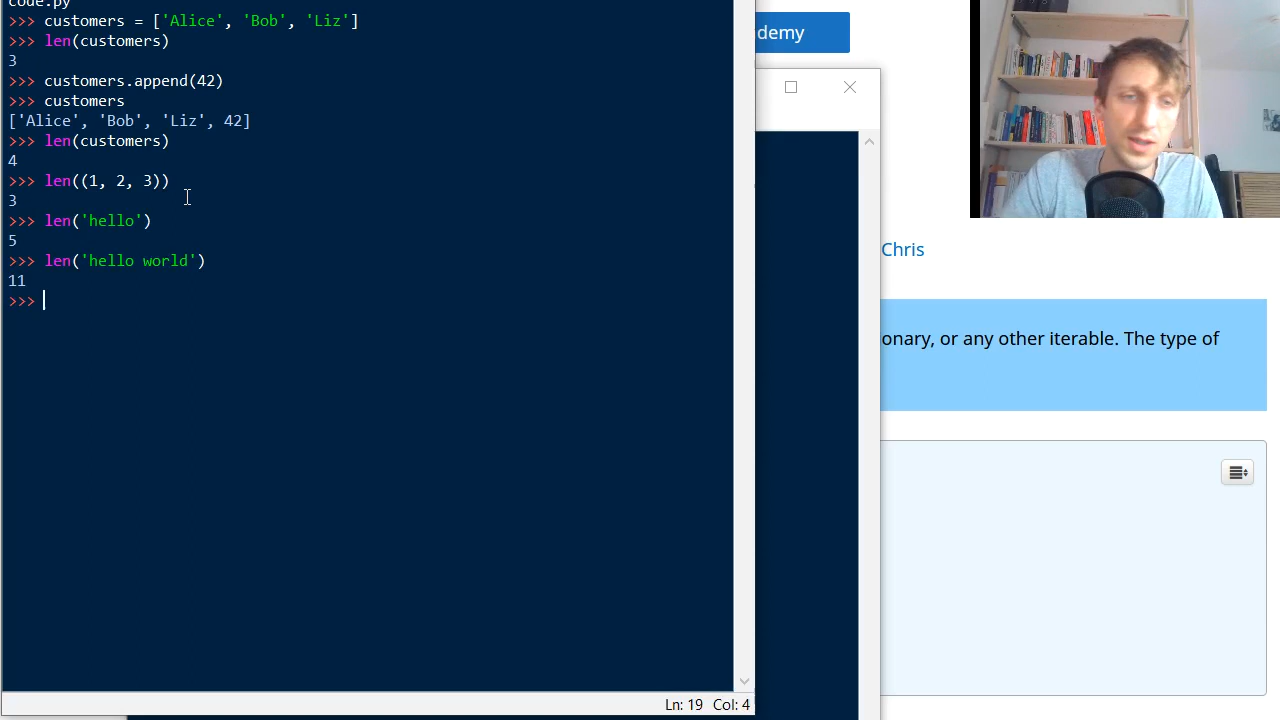 code.py
>>> customers = ['Alice', 'Bob', 'Liz']
>>> len(customers)
3
>>> customers.append(42)
>>> customers
['Alice', 'Bob', 'Liz', 42]
>>> len(customers)
4
>>> len((1, 2, 3))
3
>>> len('hello')
5
>>> len('hello world')
11
>>>
Ln: 19 Col: 4
demy
Chris
onary, or any other iterable. The type of